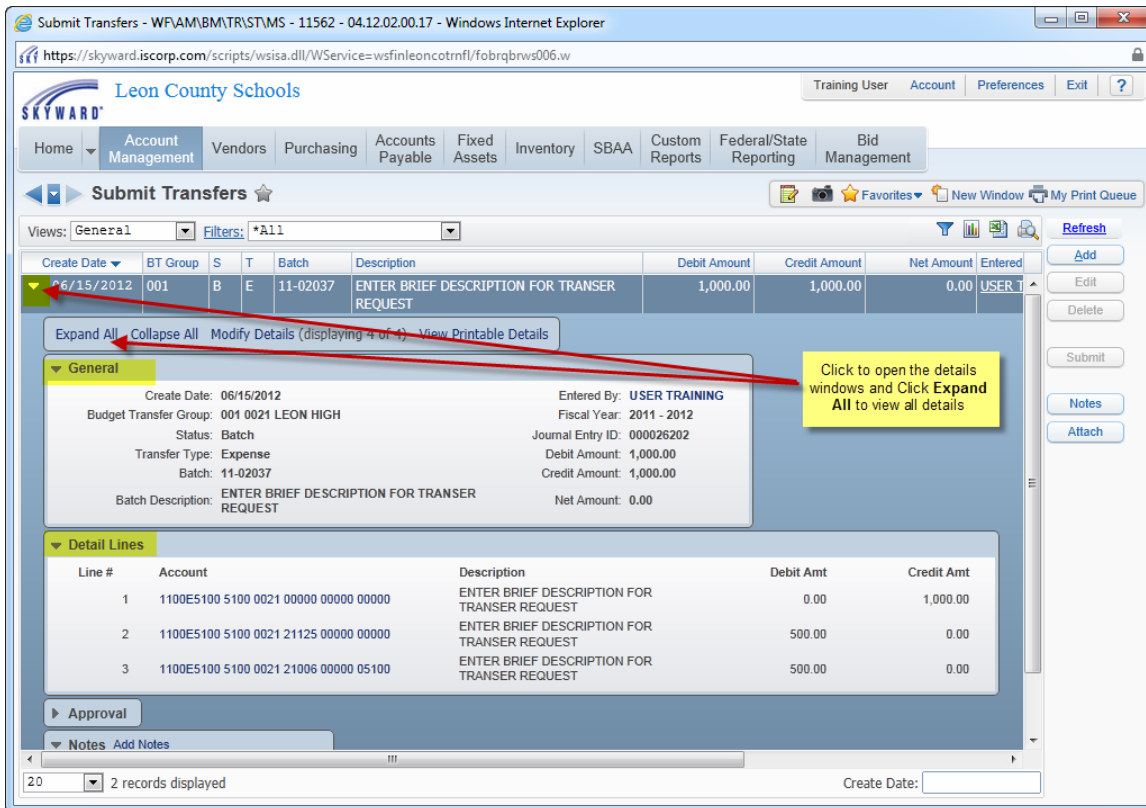 Submit Transfers - WF\AM\BM\TR\ST\MS - 11562 - 04.12.02.00.17 - Windows Internet Explorer
https://skyward.iscorp.com/scripts/wsisa.dll/WService=wsfinleoncotrnfl/fobrqbrws006.w
SKYWARD Leon County Schools
Training User Account Preferences Exit ?
Home Account Management Vendors Purchasing Accounts Payable Fixed Assets Inventory SBAA Custom Reports Federal/State Reporting Bid Management
Submit Transfers
Favorites New Window My Print Queue
Views: General Filters: *All
Refresh
Add
Edit
Delete
Submit
Notes
Attach
Create Date BT Group S T Batch Description Debit Amount Credit Amount Net Amount Entered
06/15/2012 001 B E 11-02037 ENTER BRIEF DESCRIPTION FOR TRANSER 1,000.00 1,000.00 0.00 USER T
REQUEST
Expand All Collapse All Modify Details (displaying 4 of 4) View Printable Details
Click to open the details
windows and Click Expand
All to view all details
General
Create Date: 06/15/2012 Entered By: USER TRAINING
Budget Transfer Group: 001 0021 LEON HIGH Fiscal Year: 2011 - 2012
Status: Batch Journal Entry ID: 000026202
Transfer Type: Expense Debit Amount: 1,000.00
Batch: 11-02037 Credit Amount: 1,000.00
Batch Description: ENTER BRIEF DESCRIPTION FOR TRANSER Net Amount: 0.00
REQUEST
Detail Lines
Line # Account Description Debit Amt Credit Amt
1 1100E5100 5100 0021 00000 00000 00000 ENTER BRIEF DESCRIPTION FOR 0.00 1,000.00
TRANSER REQUEST
2 1100E5100 5100 0021 21125 00000 00000 ENTER BRIEF DESCRIPTION FOR 500.00 0.00
TRANSER REQUEST
3 1100E5100 5100 0021 21006 00000 05100 ENTER BRIEF DESCRIPTION FOR 500.00 0.00
TRANSER REQUEST
Approval
Notes Add Notes
20 2 records displayed Create Date: